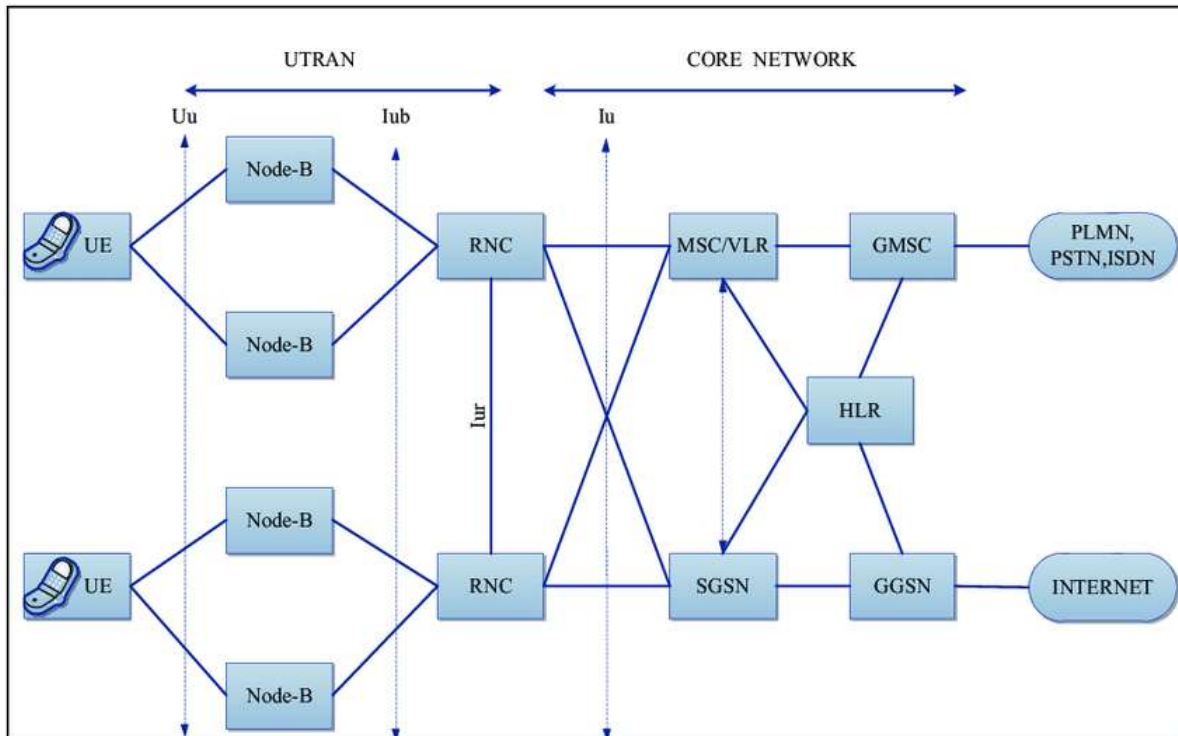 UTRAN
CORE NETWORK
Uu
Iub
Iu
Node-B
UE
RNC
MSC/VLR
GMSC
PLMN,
PSTN,ISDN
Node-B
HLR
Iur
Node-B
UE
RNC
SGSN
GGSN
INTERNET
Node-B